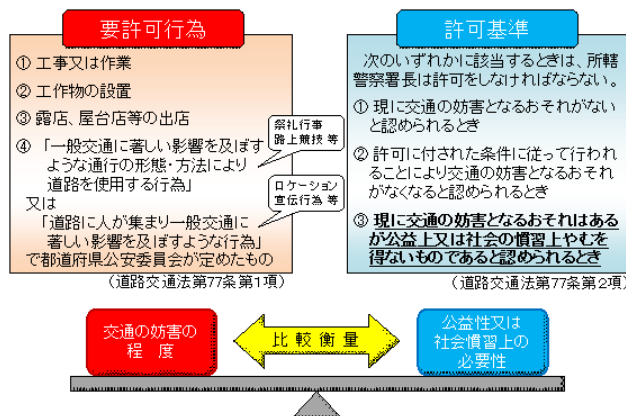 要許可行為
① 工事又は作業
② 工作物の設置
③ 露店、屋台店等の出店
④ 「一般交通に著しい影響を及ぼす
ような通行の形態・方法により
道路を使用する行為」
又は
「道路に人が集まり一般交通に
著しい影響を及ぼすような行為」
で都道府県公安委員会が定めたもの
祭礼行事
路上競技 等
ロケーション
宣伝行為 等
(道路交通法第77条第1項)
許可基準
次のいずれかに該当するときは、所轄
警察署長は許可をしなければならない。
① 現に交通の妨害となるおそれがない
と認められるとき
② 許可に付された条件に従って行われ
ることにより交通の妨害となるおそれ
がなくなると認められるとき
③ 現に交通の妨害となるおそれはある
が公益上又は社会の慣習上やむを
得ないものであると認められるとき
(道路交通法第77条第2項)
交通の妨害の
程 度
比較衡量
公益性又は
社会慣習上の
必要性